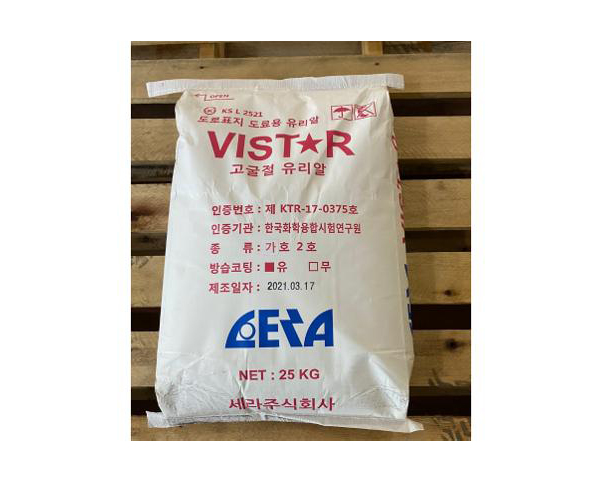 OPEN
KS L 2521
도로표지 도료용 유리알
VIST★R
고굴절 유리알
인증번호 : 제 KTR-17-0375호
인증기관 : 한국화학융합시험연구원
종 류 : 가호 2호
방습코팅 : ■유 □무
제조일자 : 2021.03.17
CERA
NET : 25 KG
세라주식회사